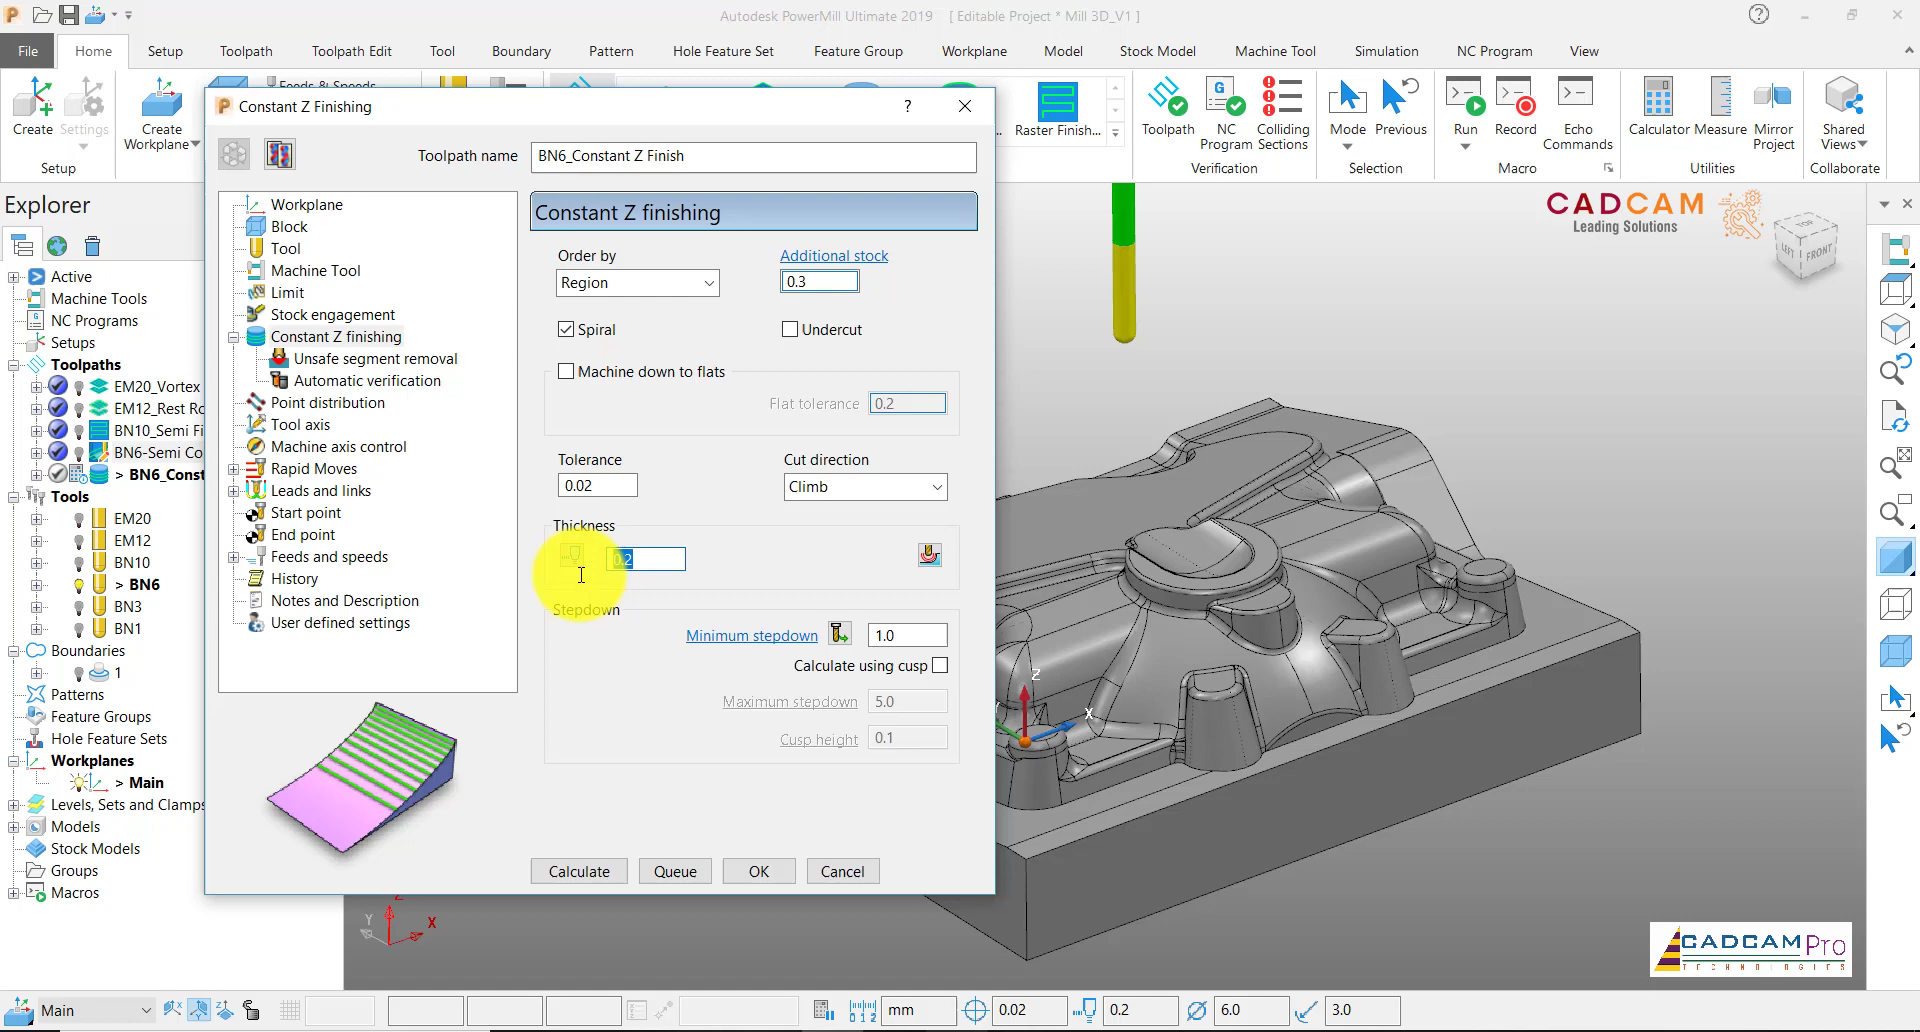 Autodesk PowerMill Ultimate 2019 [ Editable Project * Mill 3D_V1 ]
File Home Setup Toolpath Toolpath Edit Tool Boundary Pattern Hole Feature Set Feature Group Workplane Model Stock Model Machine Tool Simulation NC Program View
Feeds & Speeds
Create
Settings
Create
Workplane
Raster Finish...
Toolpath
NC
Program
Colliding
Sections
Mode
Previous
Run
Record
Echo
Commands
Calculator
Measure
Mirror
Project
Shared
Views
Setup
Verification
Selection
Macro
Utilities
Collaborate
Explorer
Active
Machine Tools
NC Programs
Setups
Toolpaths
EM20_Vortex
EM12_Rest Ro
BN10_Semi Fi
BN6-Semi Co
> BN6_Const
Tools
EM20
EM12
BN10
> BN6
BN3
BN1
Boundaries
1
Patterns
Feature Groups
Hole Feature Sets
Workplanes
> Main
Levels, Sets and Clamps
Models
Stock Models
Groups
Macros
Constant Z Finishing
?
Toolpath name BN6_Constant Z Finish
Workplane
Block
Tool
Machine Tool
Limit
Stock engagement
Constant Z finishing
Unsafe segment removal
Automatic verification
Point distribution
Tool axis
Machine axis control
Rapid Moves
Leads and links
Start point
End point
Feeds and speeds
History
Notes and Description
User defined settings
Constant Z finishing
Order by
Region
Additional stock
0.3
Spiral
Undercut
Machine down to flats
Flat tolerance 0.2
Tolerance
0.02
Cut direction
Climb
Thickness
0.2
Stepdown
Minimum stepdown 1.0
Calculate using cusp
Maximum stepdown 5.0
Cusp height 0.1
Calculate Queue OK Cancel
CADCAM
Leading Solutions
LEFT FRONT
Z
X
Z
Y
X
CADCAM Pro
TECHNOLOGIES
Main mm 0.02 0.2 6.0 3.0